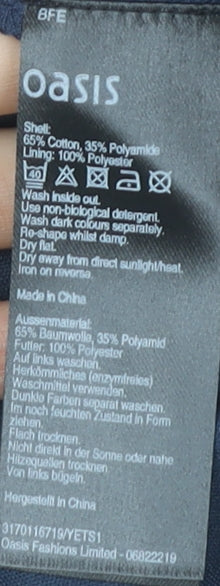 8FE
oasis
Shell:
65% Cotton, 35% Polyamide
Lining: 100% Polyester
40
Wash inside out.
Use non-biological detergent.
Wash dark colours separately.
Re-shape whilst damp.
Dry flat.
Dry away from direct sunlight/heat.
Iron on reverse.
Made in China
Aussenmaterial:
65% Baumwolle, 35% Polyamid
Futter: 100% Polyester
Auf links waschen.
Herkömmliches (enzymfreies)
Waschmittel verwenden.
Dunkle Farben separat waschen.
Im noch feuchten Zustand in Form
ziehen.
Flach trocknen.
Nicht direkt in der Sonne oder nahe
Hitzequellen trocknen.
Von links bügeln.
Hergestellt in China
3170116719/YETS1
Oasis Fashions Limited - 06822219